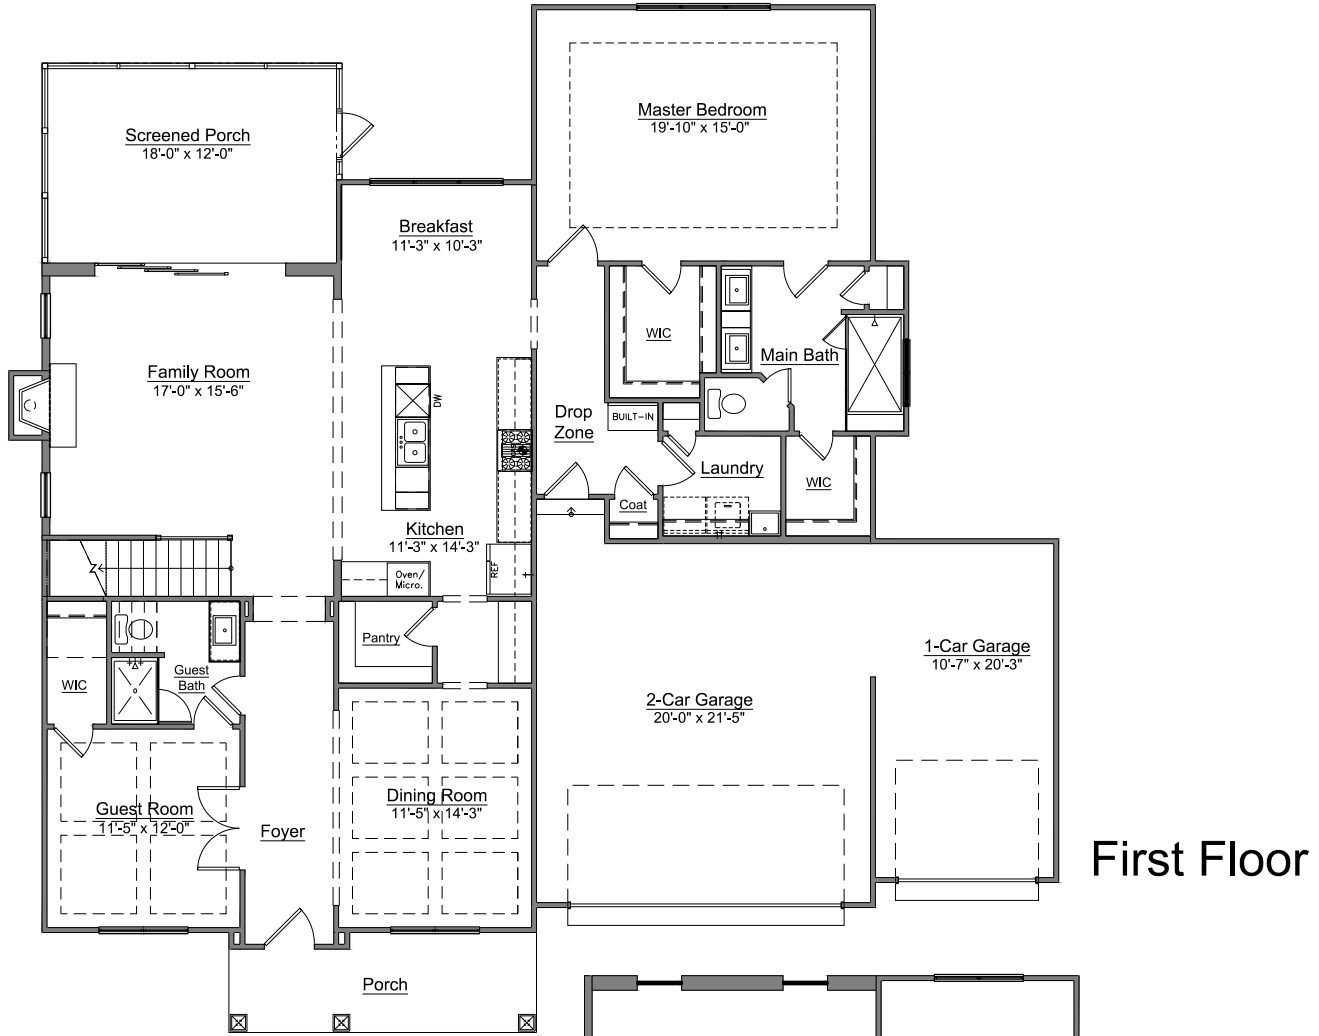 Master Bedroom
19'-10" x 15'-0"
Screened Porch
18'-0" x 12'-0"
Breakfast
11'-3" x 10'-3"
WIC
Main Bath
Family Room
17'-0" x 15'-6"
DW
Drop
Zone
BUILT-IN
Laundry
WIC
Coat
Kitchen
11'-3" x 14'-3"
Oven/
Micro.
REF
Pantry
Guest
Bath
WIC
1-Car Garage
10'-7" x 20'-3"
2-Car Garage
20'-0" x 21'-5"
Guest Room
11'-5" x 12'-0"
Dining Room
11'-5" x 14'-3"
Foyer
First Floor
Porch